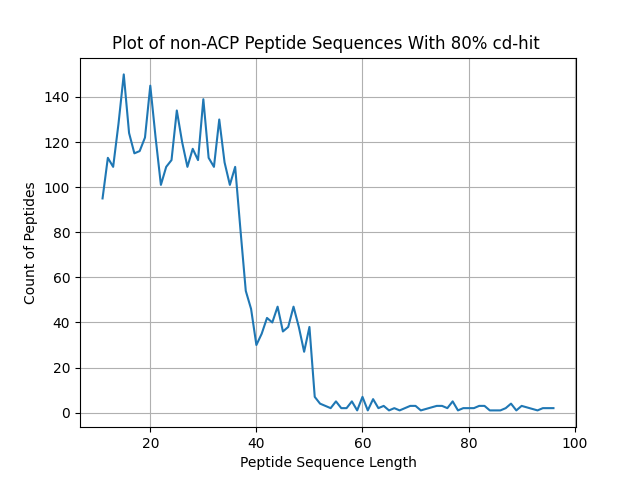 Plot of non-ACP Peptide Sequences With 80% cd-hit
Count of Peptides
140
120
100
80
60
40
20
0
20 40 60 80 100
Peptide Sequence Length